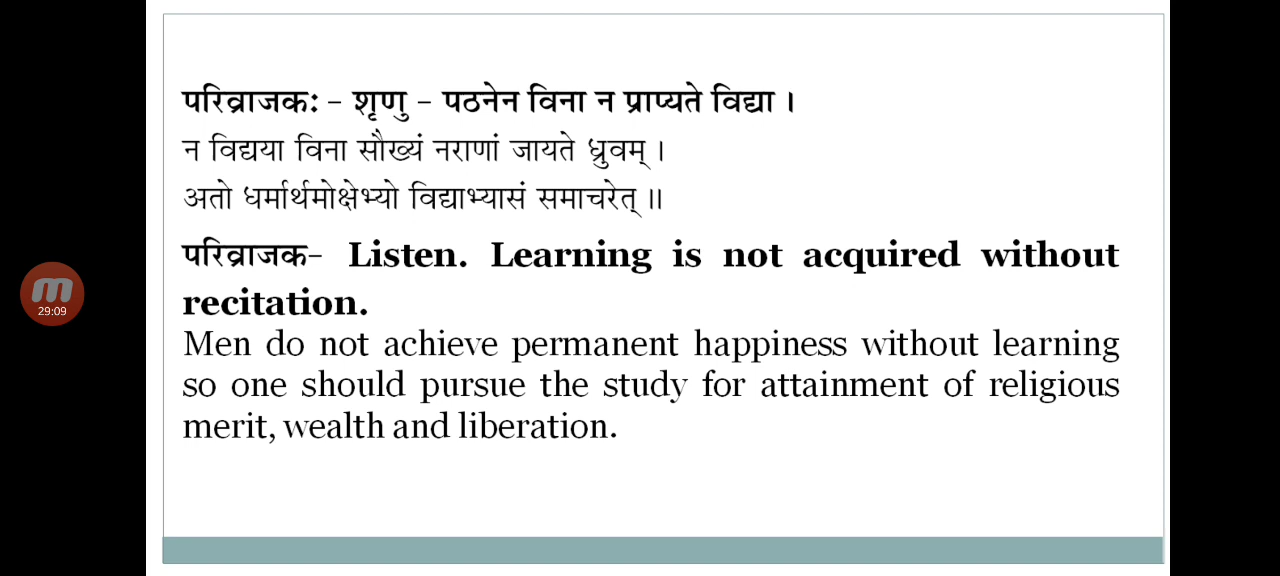 परिव्राजकः - शृणु - पठनेन विना न प्राप्यते विद्या ।
न विद्यया विना सौख्यं नराणां जायते ध्रुवम् ।
अतो धर्मार्थमोक्षेभ्यो विद्याभ्यासं समाचरेत् ॥
परिव्राजक- Listen. Learning is not acquired without
recitation.
Men do not achieve permanent happiness without learning
so one should pursue the study for attainment of religious
merit, wealth and liberation.
m
29:09